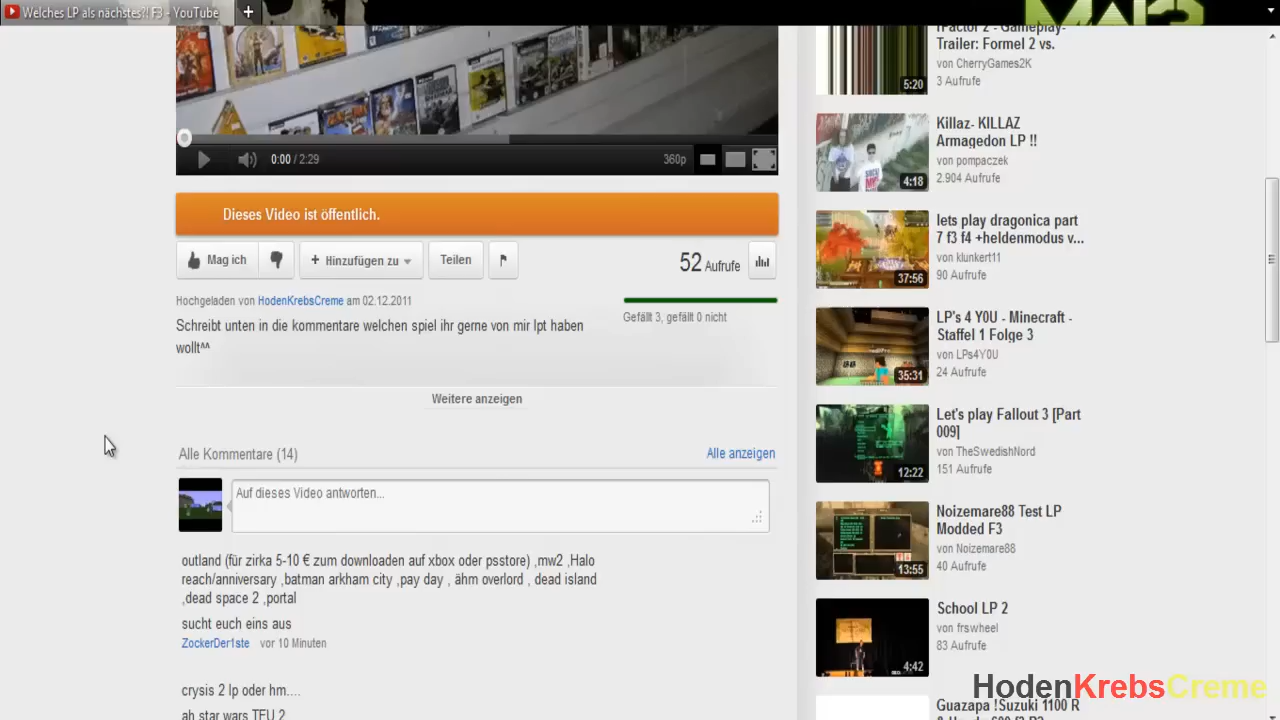 Welches LP als nächstes?! F3 - YouTube
+
0:00 / 2:29
360p
Dieses Video ist öffentlich.
Mag ich
+ Hinzufügen zu
Teilen
52 Aufrufe
Hochgeladen von HodenKrebsCreme am 02.12.2011
Gefällt 3, gefällt 0 nicht
Schreibt unten in die kommentare welchen spiel ihr gerne von mir lpt haben
wollt^^
Weitere anzeigen
Alle Kommentare (14)
Alle anzeigen
Auf dieses Video antworten...
outland (für zirka 5-10 € zum downloaden auf xbox oder psstore) ,mw2 ,Halo
reach/anniversary ,batman arkham city ,pay day , ähm overlord , dead island
,dead space 2 ,portal
sucht euch eins aus
ZockerDer1ste vor 10 Minuten
crysis 2 lp oder hm....
ah star wars TFU 2
rFactor 2 - Gameplay-
Trailer: Formel 2 vs.
von CherryGames2K
3 Aufrufe
5:20
Killaz- KILLAZ
Armagedon LP !!
von pompaczek
2.904 Aufrufe
4:18
lets play dragonica part
7 f3 f4 +heldenmodus v...
von klunkert11
90 Aufrufe
37:56
LP's 4 Y0U - Minecraft -
Staffel 1 Folge 3
von LPs4Y0U
24 Aufrufe
35:31
Let's play Fallout 3 [Part
009]
von TheSwedishNord
151 Aufrufe
12:22
Noizemare88 Test LP
Modded F3
von Noizemare88
40 Aufrufe
13:55
School LP 2
von frswheel
83 Aufrufe
4:42
Guazapa !Suzuki 1100 R
HodenKrebsCreme